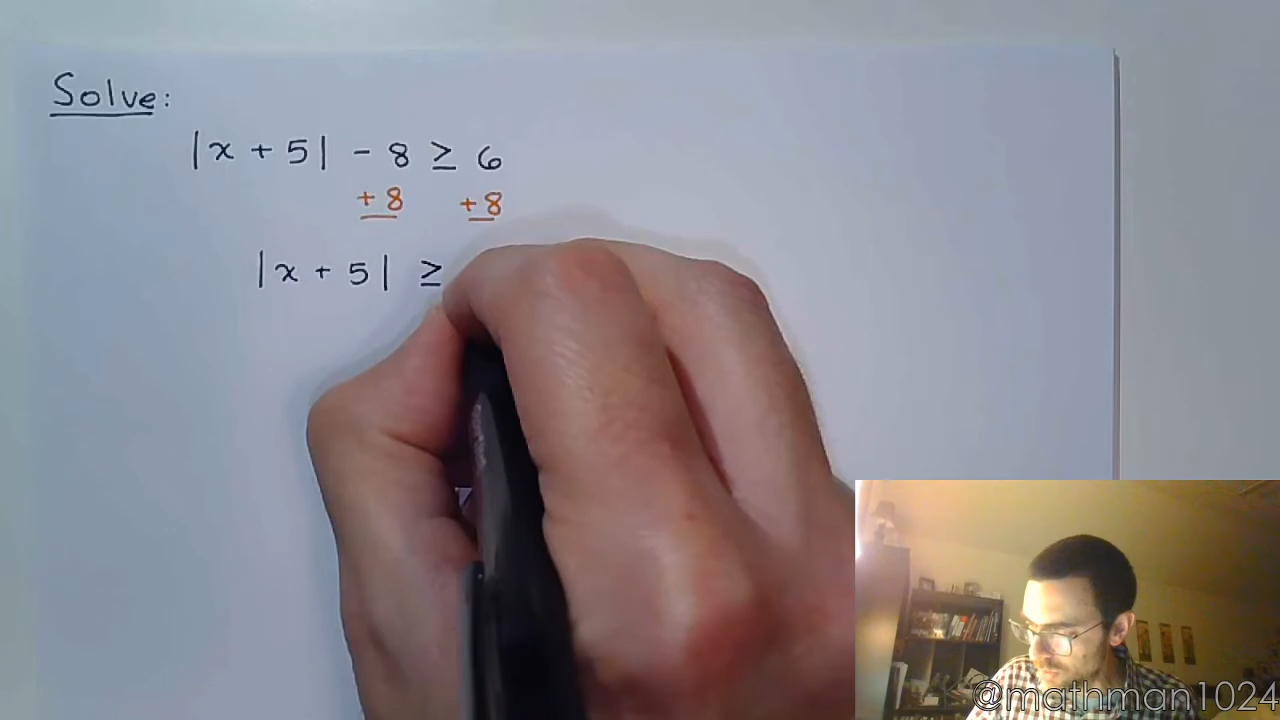 Solve:
|x + 5| - 8 ≥ 6
+ 8 + 8
|x + 5| ≥
@mathman1024